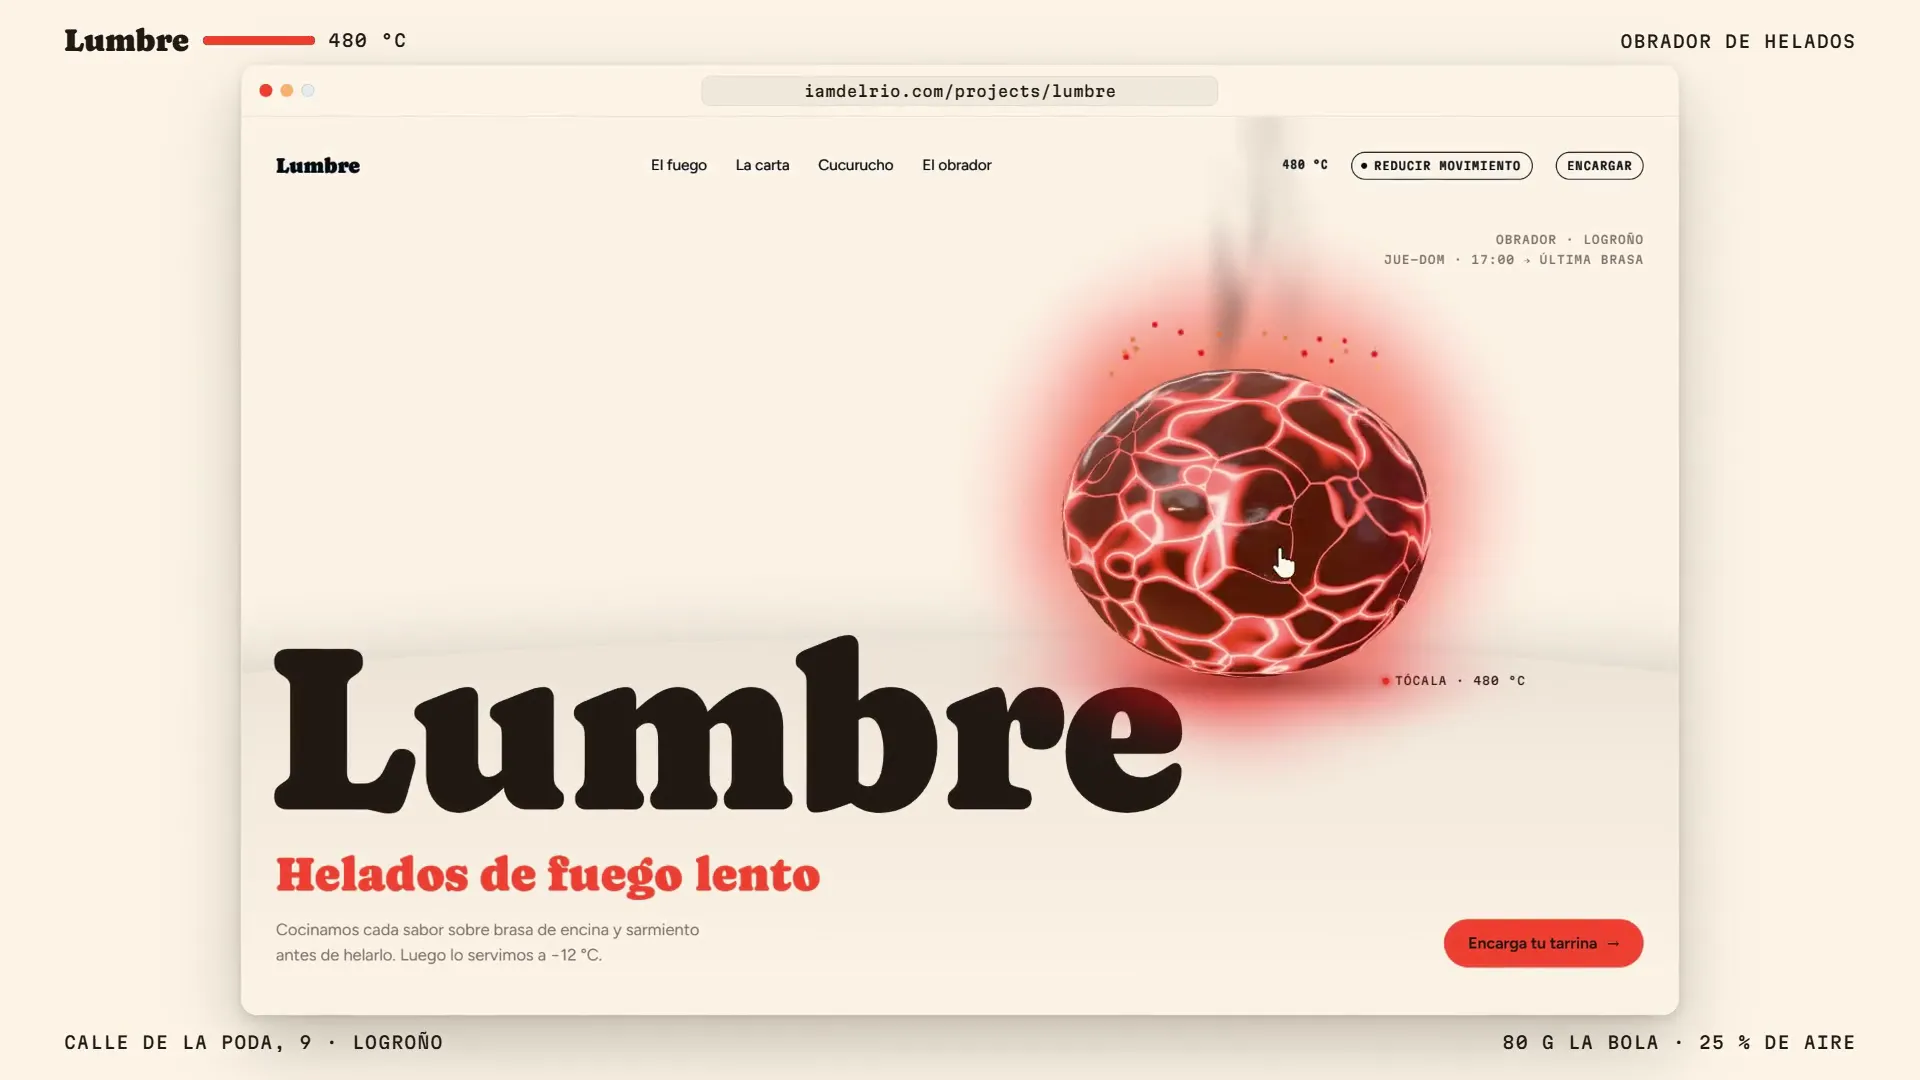 Lumbre 480 °C
OBRADOR DE HELADOS
iamdelrio.com/projects/lumbre
Lumbre
El fuego La carta Cucurucho El obrador
480 °C
REDUCIR MOVIMIENTO
ENCARGAR
OBRADOR · LOGROÑO
JUE–DOM · 17:00 → ÚLTIMA BRASA
TÓCALA · 480 °C
Lumbre
Helados de fuego lento
Cocinamos cada sabor sobre brasa de encina y sarmiento
antes de helarlo. Luego lo servimos a −12 °C.
Encarga tu tarrina →
CALLE DE LA PODA, 9 · LOGROÑO
80 G LA BOLA · 25 % DE AIRE